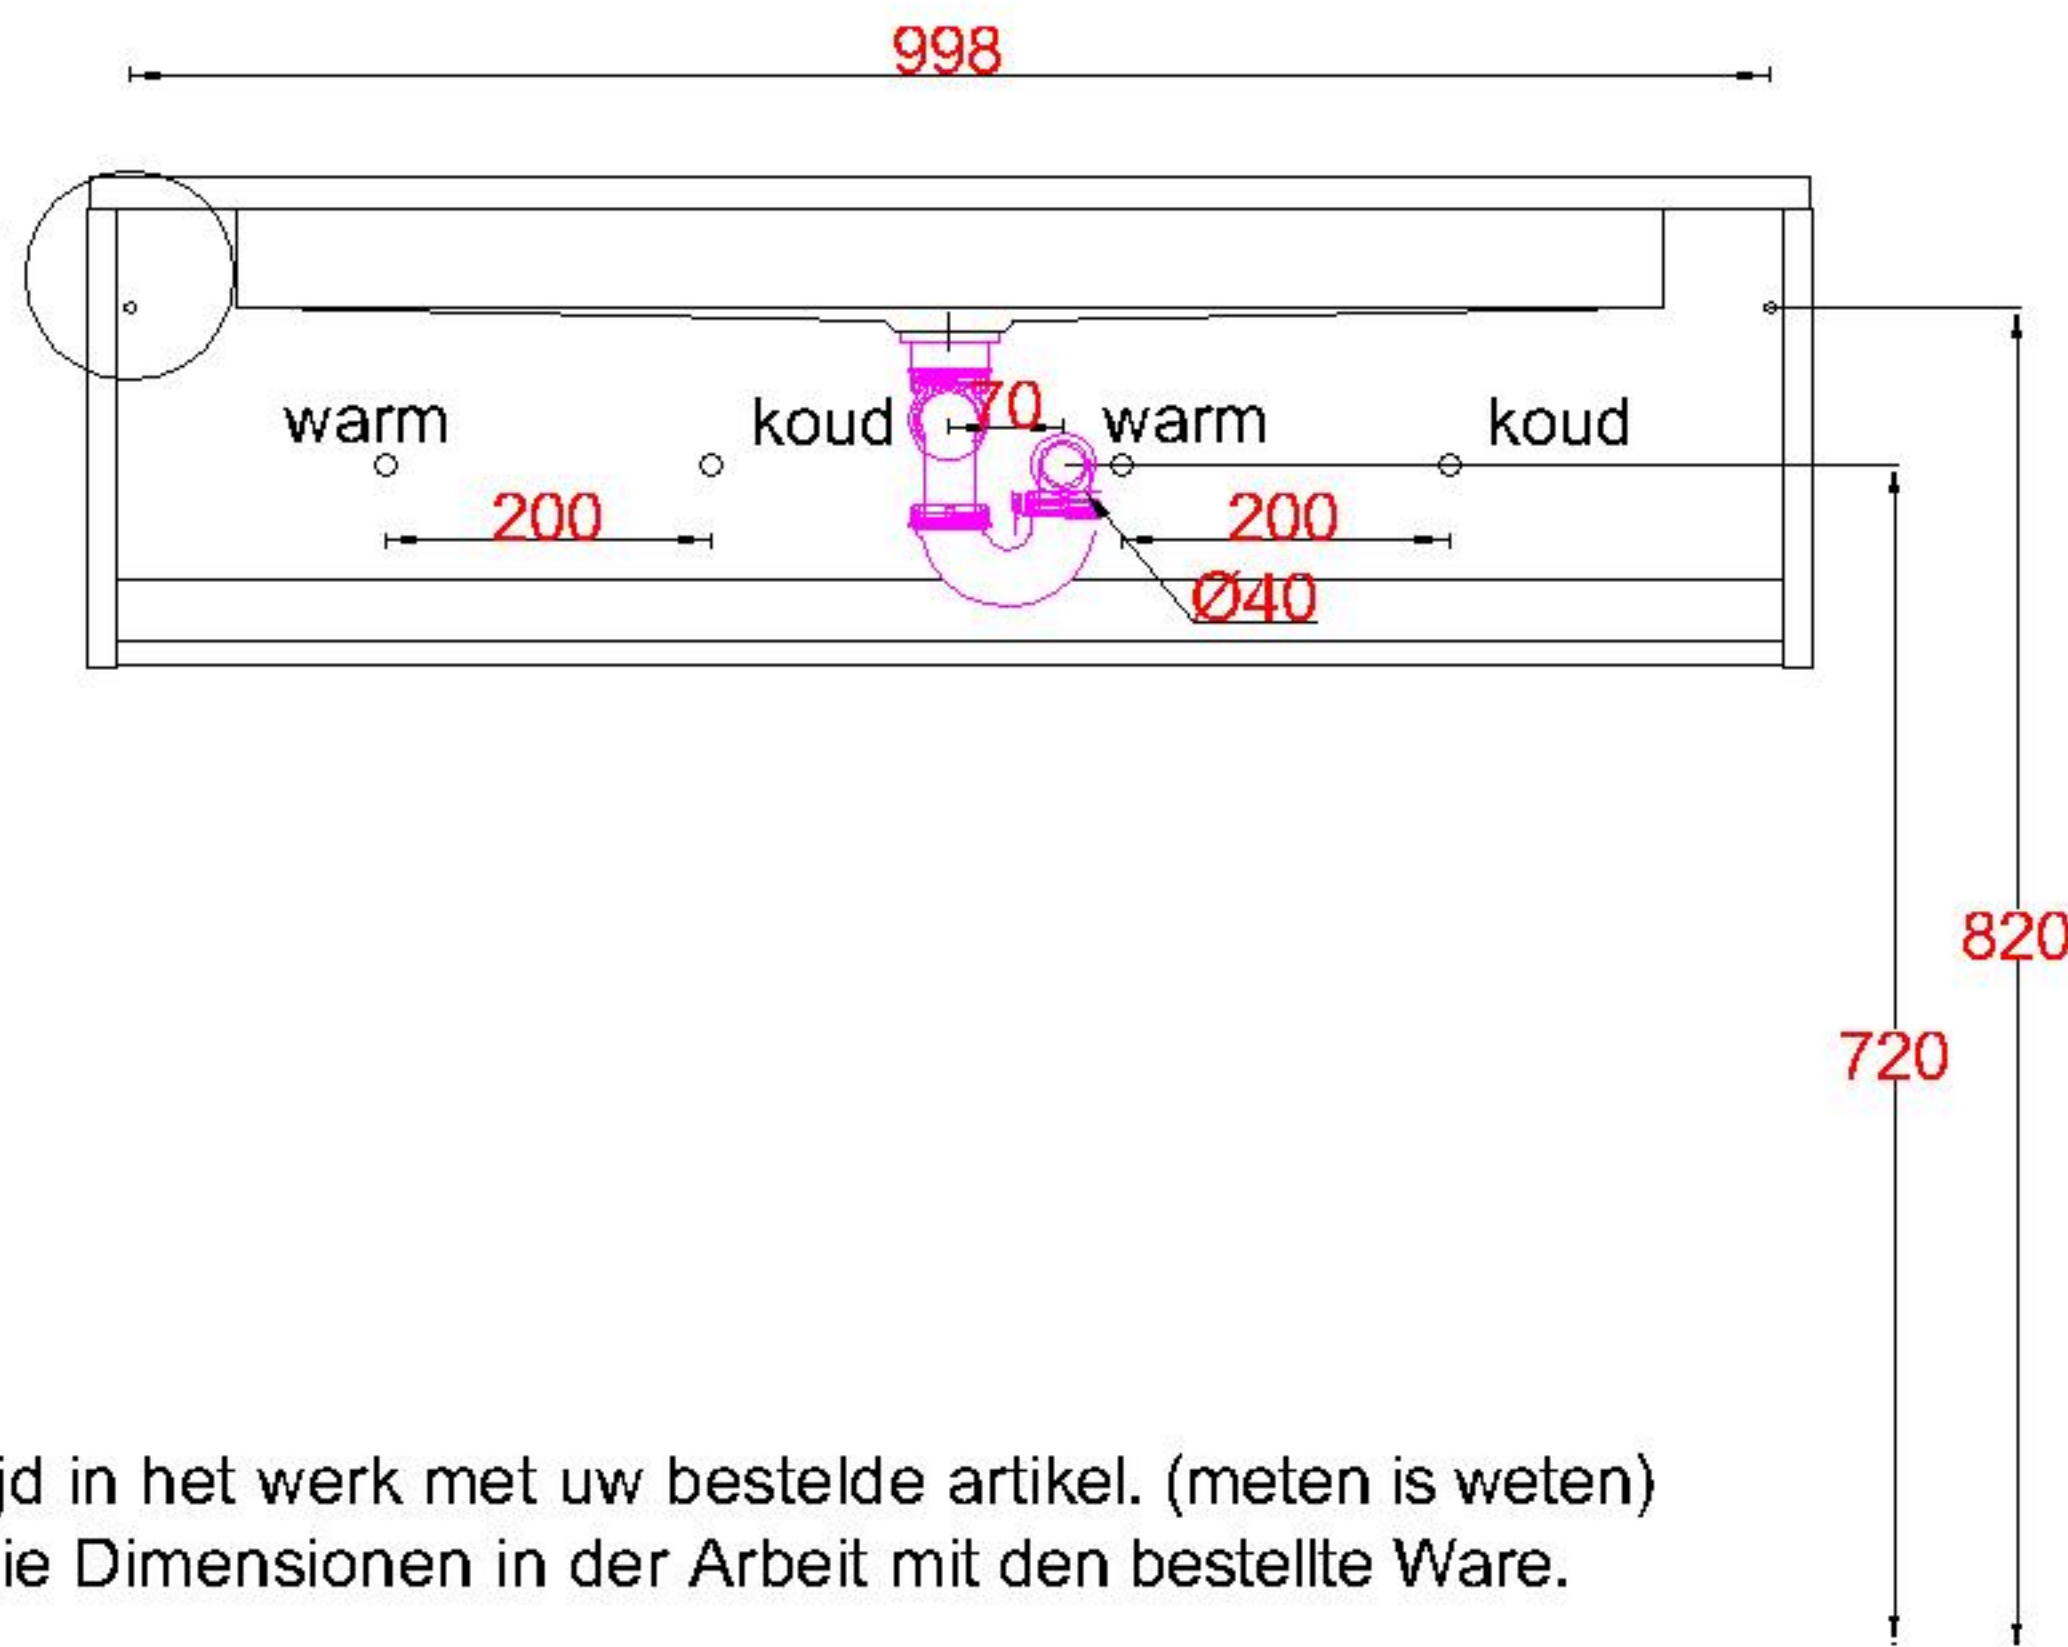 998
warm koud 70 warm koud
200 200
Ø40
820
720
jd in het werk met uw bestelde artikel. (meten is weten)
ie Dimensionen in der Arbeit mit den bestellte Ware.